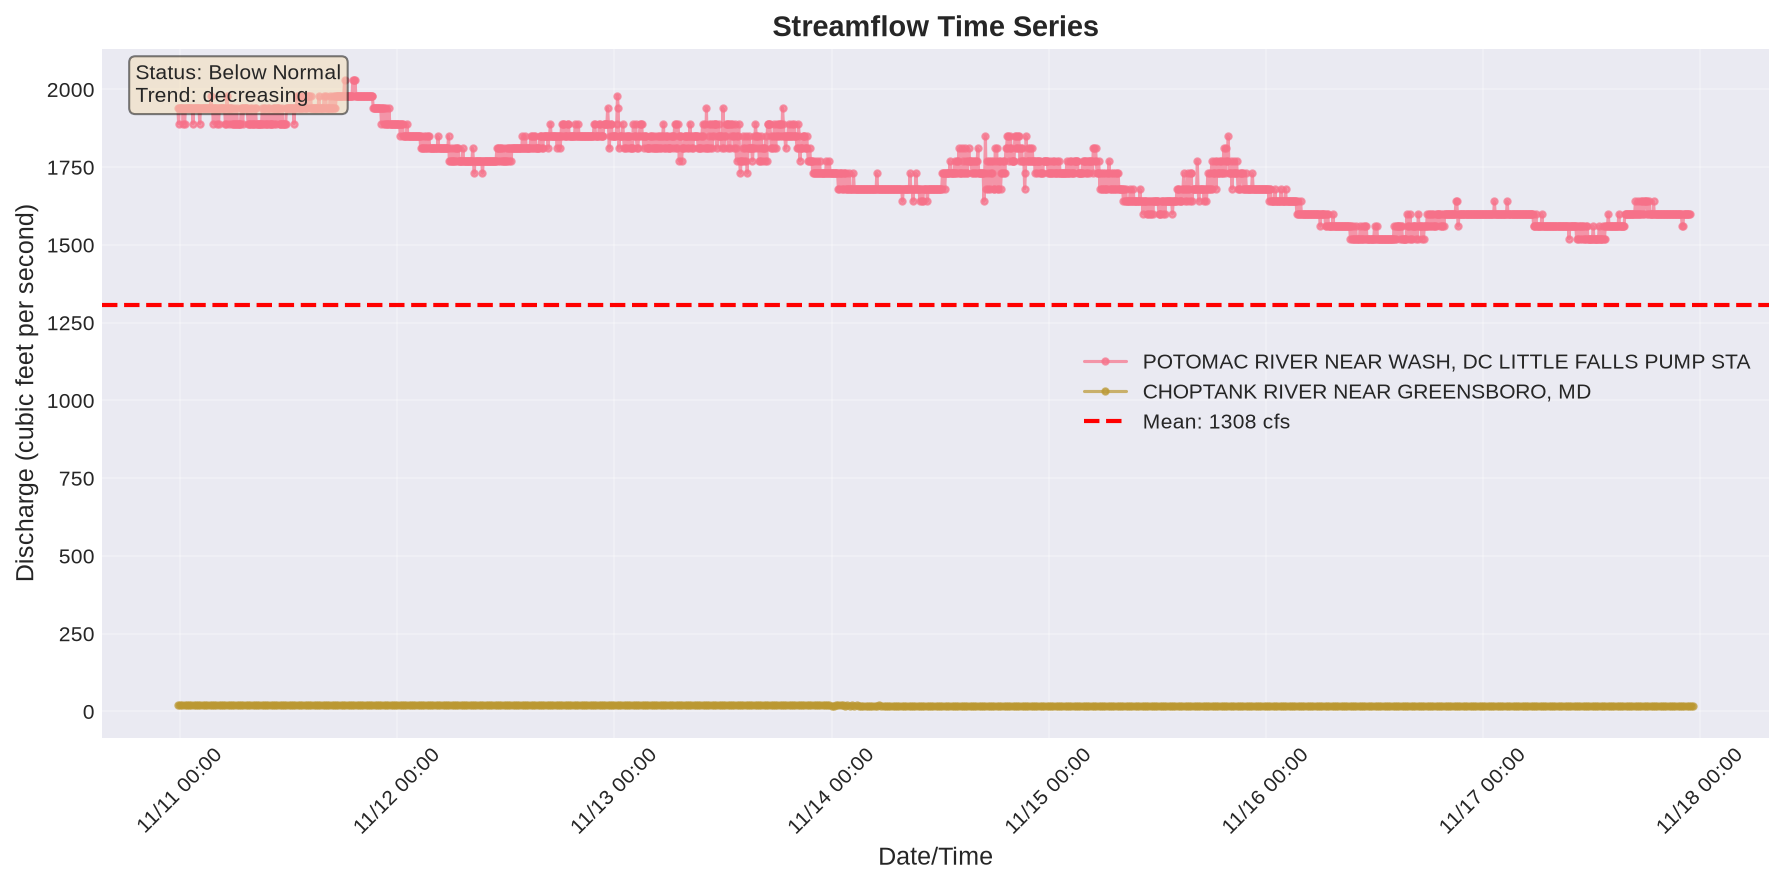 Streamflow Time Series
Status: Below Normal
Trend: decreasing
Discharge (cubic feet per second)
2000
1750
1500
1250
1000
750
500
250
0
POTOMAC RIVER NEAR WASH, DC LITTLE FALLS PUMP STA
CHOPTANK RIVER NEAR GREENSBORO, MD
Mean: 1308 cfs
11/11 00:00
11/12 00:00
11/13 00:00
11/14 00:00
11/15 00:00
11/16 00:00
11/17 00:00
11/18 00:00
Date/Time